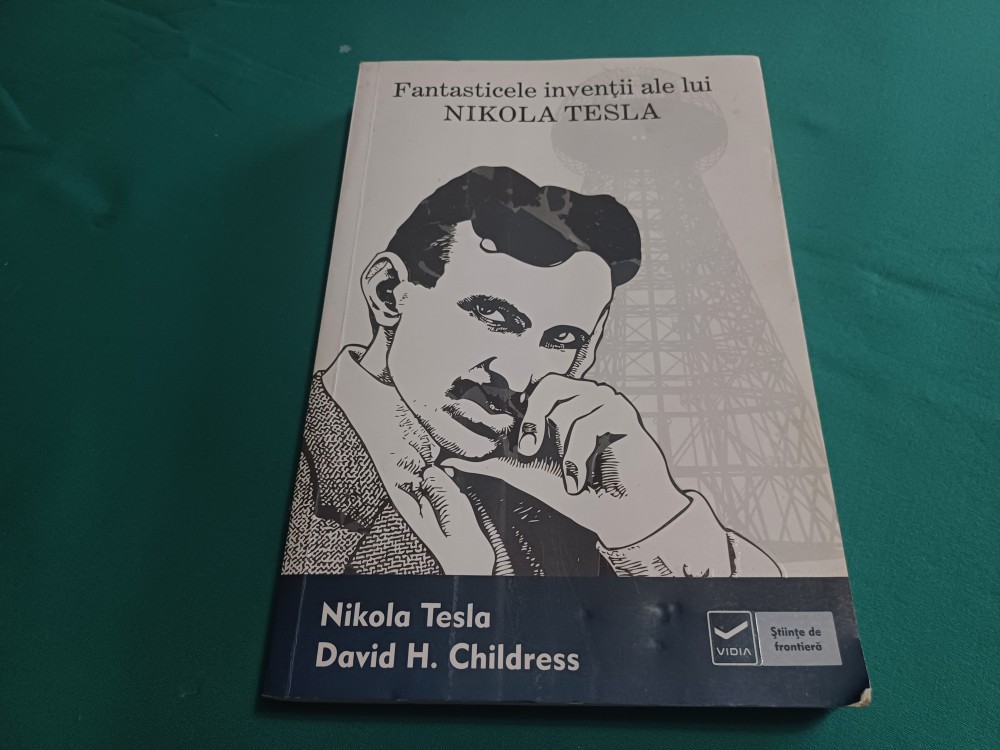 Fantasticele invenții ale lui
NIKOLA TESLA
Nikola Tesla
David H. Childress
VIDIA
Științe de
frontieră